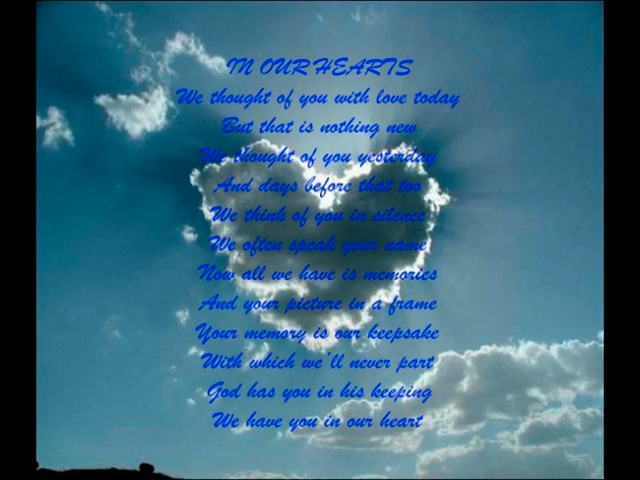 IN OUR HEARTS
We thought of you with love today
But that is nothing new
We thought of you yesterday
And days before that too
We think of you in silence
We often speak your name
Now all we have is memories
And your picture in a frame
Your memory is our keepsake
With which we'll never part
God has you in his keeping
We have you in our heart